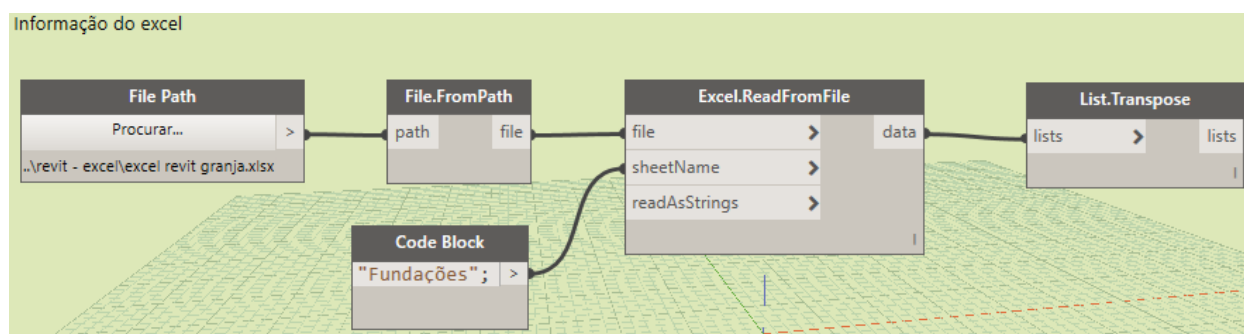 Informação do excel
File Path
Procurar...
>
..\revit - excel\excel revit granja.xlsx
File.FromPath
path
file
Excel.ReadFromFile
file
>
data
sheetName
>
readAsStrings
>
l
List.Transpose
lists
>
lists
l
Code Block
"Fundações";
>